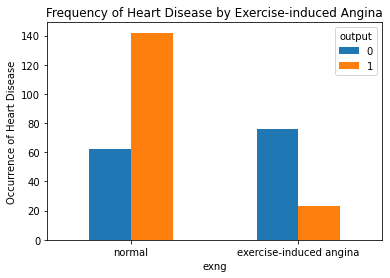 Frequency of Heart Disease by Exercise-induced Angina
output
0
1
140
120
100
80
60
40
20
0
Occurrence of Heart Disease
normal
exercise-induced angina
exng